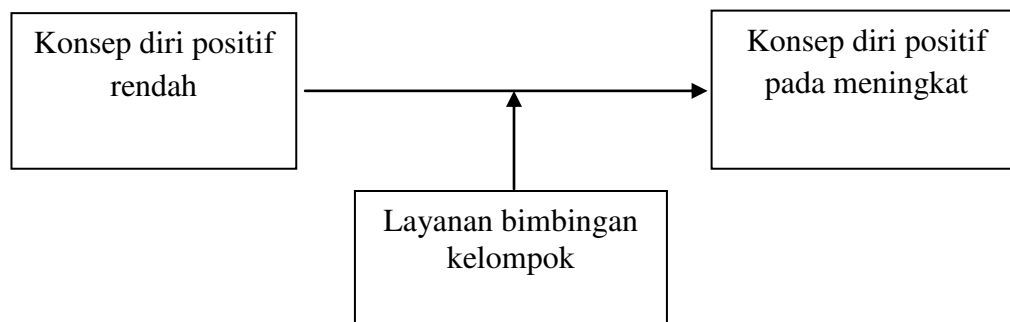 Konsep diri positif
rendah
Konsep diri positif
pada meningkat
Layanan bimbingan
kelompok